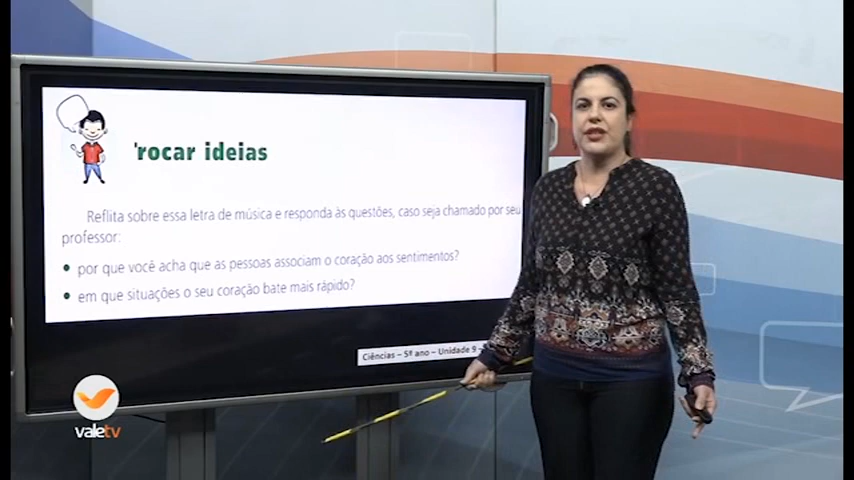 'rocar ideias
Reflita sobre essa letra de música e responda às questões, caso seja chamado por seu
professor:
• por que você acha que as pessoas associam o coração aos sentimentos?
• em que situações o seu coração bate mais rápido?
Ciências – 5º ano – Unidade 9 –
valetv